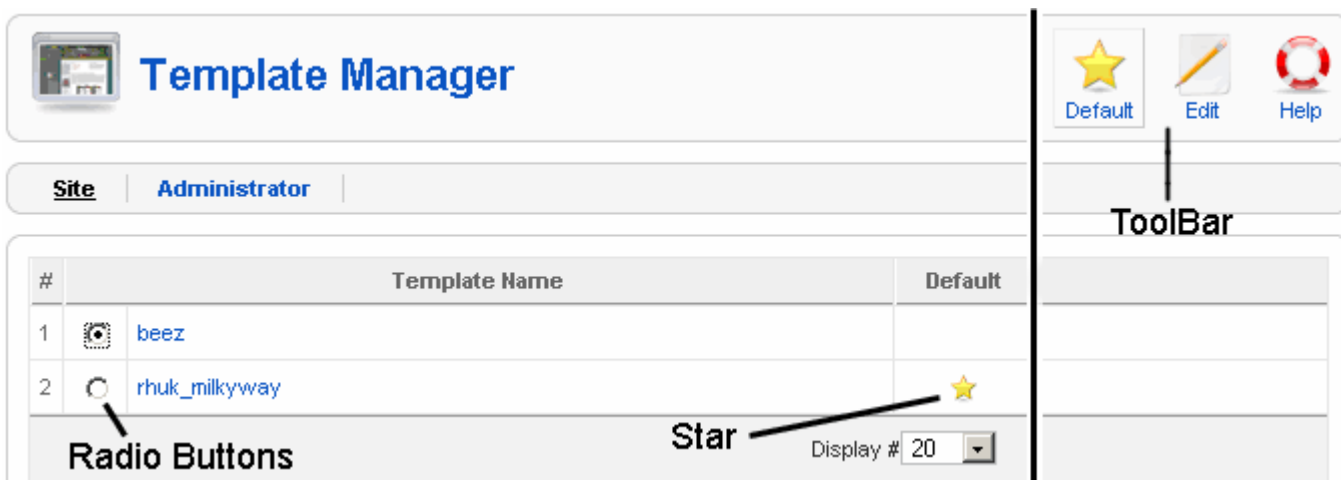 Template Manager
Default Edit Help
Site Administrator
ToolBar
# Template Name Default
1 beez
2 rhuk_milkyway
Star
Radio Buttons
Display # 20